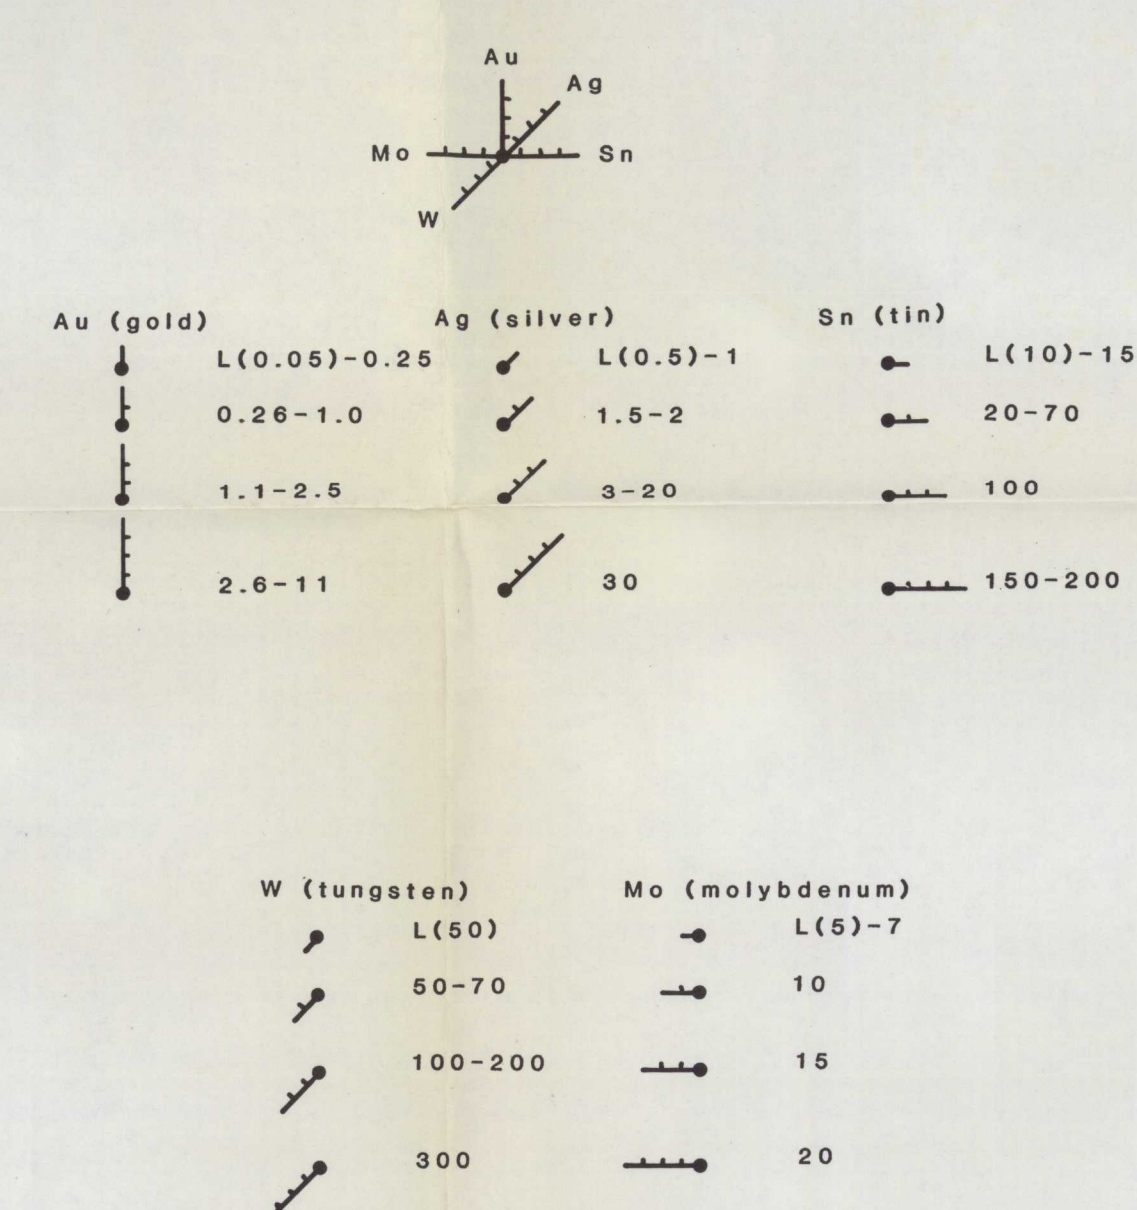 Au
Ag
Mo
Sn
W
Au (gold)
L(0.05)-0.25
0.26-1.0
1.1-2.5
2.6-11
Ag (silver)
L(0.5)-1
1.5-2
3-20
30
Sn (tin)
L(10)-15
20-70
100
150-200
W (tungsten)
L(50)
50-70
100-200
300
Mo (molybdenum)
L(5)-7
10
15
20